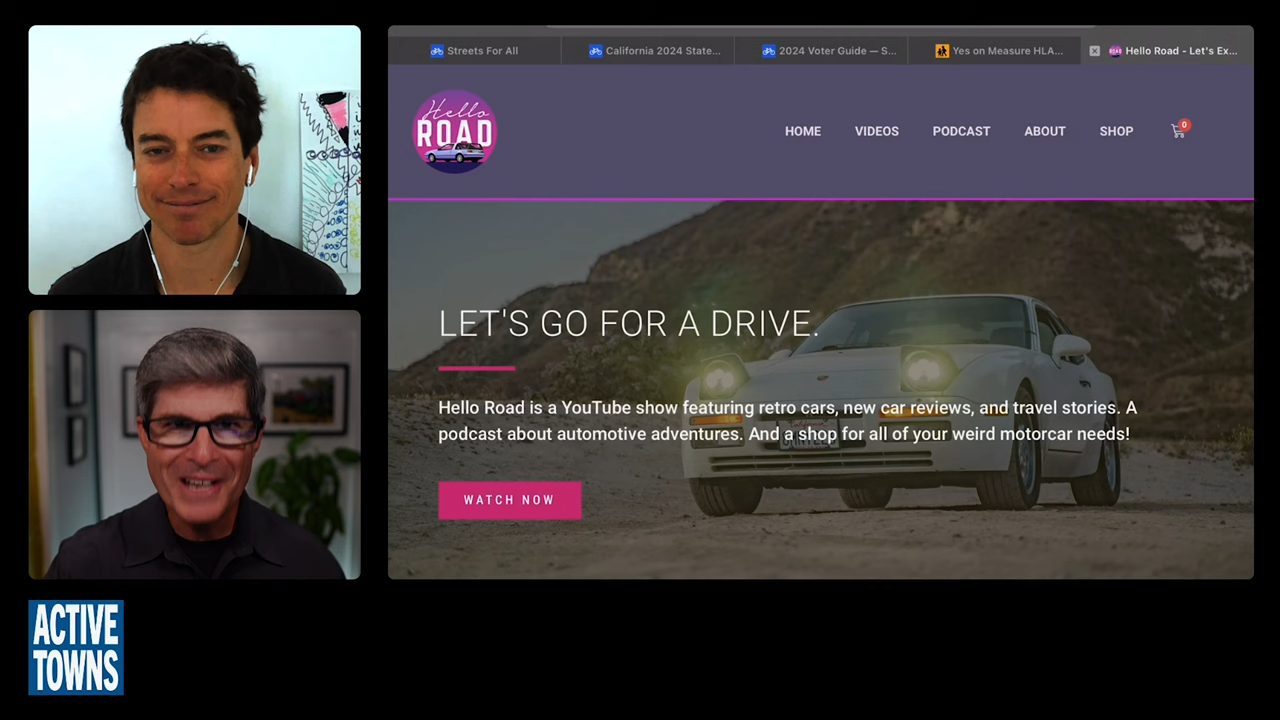 Streets For All
California 2024 State...
2024 Voter Guide — S...
Yes on Measure HLA...
Hello Road - Let's Ex...
Hello
ROAD
HOME
VIDEOS
PODCAST
ABOUT
SHOP
0
LET'S GO FOR A DRIVE.
Hello Road is a YouTube show featuring retro cars, new car reviews, and travel stories. A
podcast about automotive adventures. And a shop for all of your weird motorcar needs!
WATCH NOW
ACTIVE
TOWNS